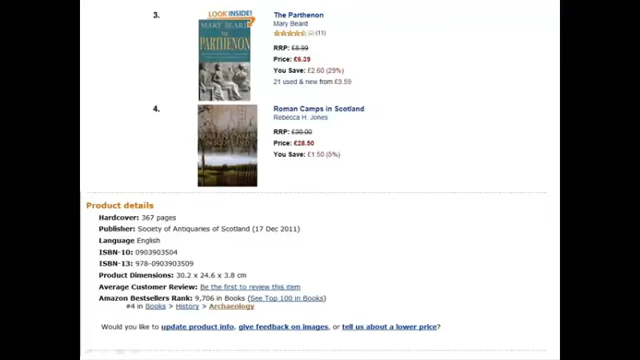 3.
LOOK INSIDE!
MARY BEARD
THE
PARTHENON
The Parthenon
Mary Beard
(11)
RRP: £8.99
Price: £6.39
You Save: £2.60 (29%)
21 used & new from £3.59
4.
Roman Camps in Scotland
Rebecca H. Jones
RRP: £30.00
Price: £28.50
You Save: £1.50 (5%)
Product details
Hardcover: 367 pages
Publisher: Society of Antiquaries of Scotland (17 Dec 2011)
Language English
ISBN-10: 0903903504
ISBN-13: 978-0903903509
Product Dimensions: 30.2 x 24.6 x 3.8 cm
Average Customer Review: Be the first to review this item
Amazon Bestsellers Rank: 9,706 in Books (See Top 100 in Books)
#4 in Books > History > Archaeology
Would you like to update product info, give feedback on images, or tell us about a lower price?